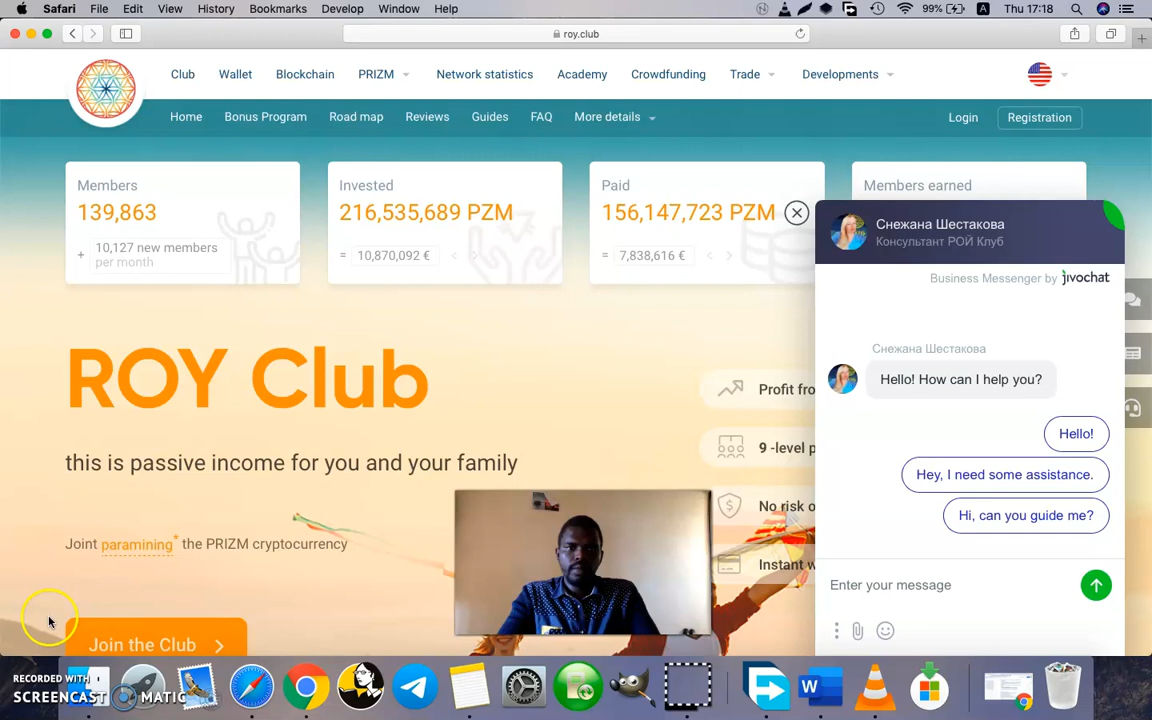 Safari File Edit View History Bookmarks Develop Window Help 99% A Thu 17:18
roy.club
Club Wallet Blockchain PRIZM Network statistics Academy Crowdfunding Trade Developments
Home Bonus Program Road map Reviews Guides FAQ More details Login Registration
Members
139,863
+ 10,127 new members
per month
Invested
216,535,689 PZM
= 10,870,092 €
Paid
156,147,723 PZM
= 7,838,616 €
Members earned
ROY Club
this is passive income for you and your family
Joint paramining* the PRIZM cryptocurrency
Join the Club
Profit fro
9 -level p
No risk o
Instant w
Снежана Шестакова
Консультант РОЙ Клуб
Business Messenger by jivochat
Снежана Шестакова
Hello! How can I help you?
Hello!
Hey, I need some assistance.
Hi, can you guide me?
Enter your message
RECORDED WITH
SCREENCAST MATIC
W